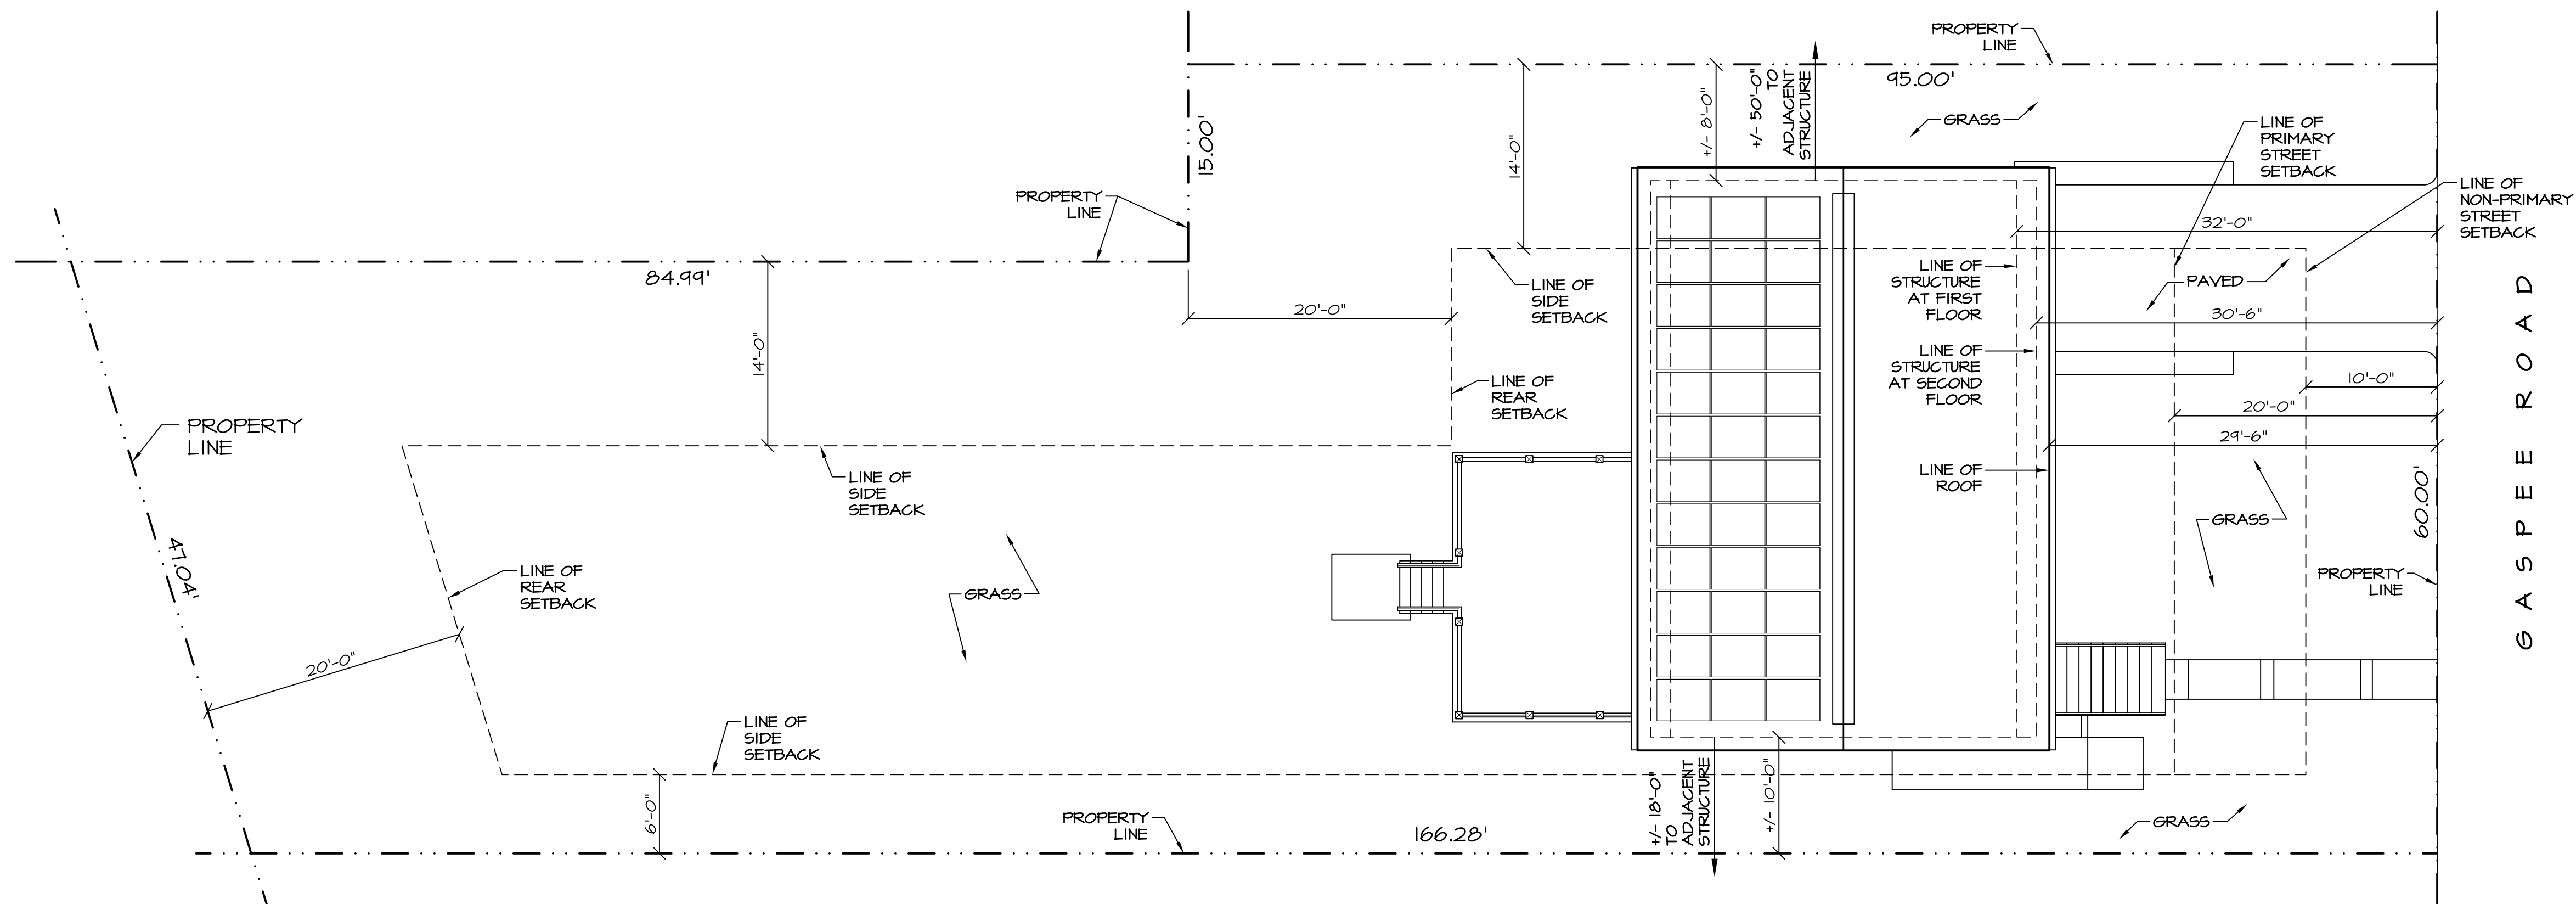 PROPERTY
LINE
95.00'
+/- 8'-0"
+/- 50'-0"
TO
ADJACENT
STRUCTURE
GRASS
LINE OF
PRIMARY
STREET
SETBACK
LINE OF
NON-PRIMARY
STREET
SETBACK
15.00'
14'-0"
PROPERTY
LINE
84.99'
32'-0"
LINE OF
STRUCTURE
AT FIRST
FLOOR
PAVED
LINE OF
SIDE
SETBACK
20'-0"
30'-6"
14'-0"
LINE OF
STRUCTURE
AT SECOND
FLOOR
LINE OF
REAR
SETBACK
10'-0"
20'-0"
29'-6"
PROPERTY
LINE
LINE OF
ROOF
LINE OF
SIDE
SETBACK
60.00'
GASPEE ROAD
GRASS
47.04'
LINE OF
REAR
SETBACK
GRASS
PROPERTY
LINE
20'-0"
LINE OF
SIDE
SETBACK
6'-0"
PROPERTY
LINE
166.28'
+/- 18'-0"
TO
ADJACENT
STRUCTURE
+/- 10'-0"
GRASS